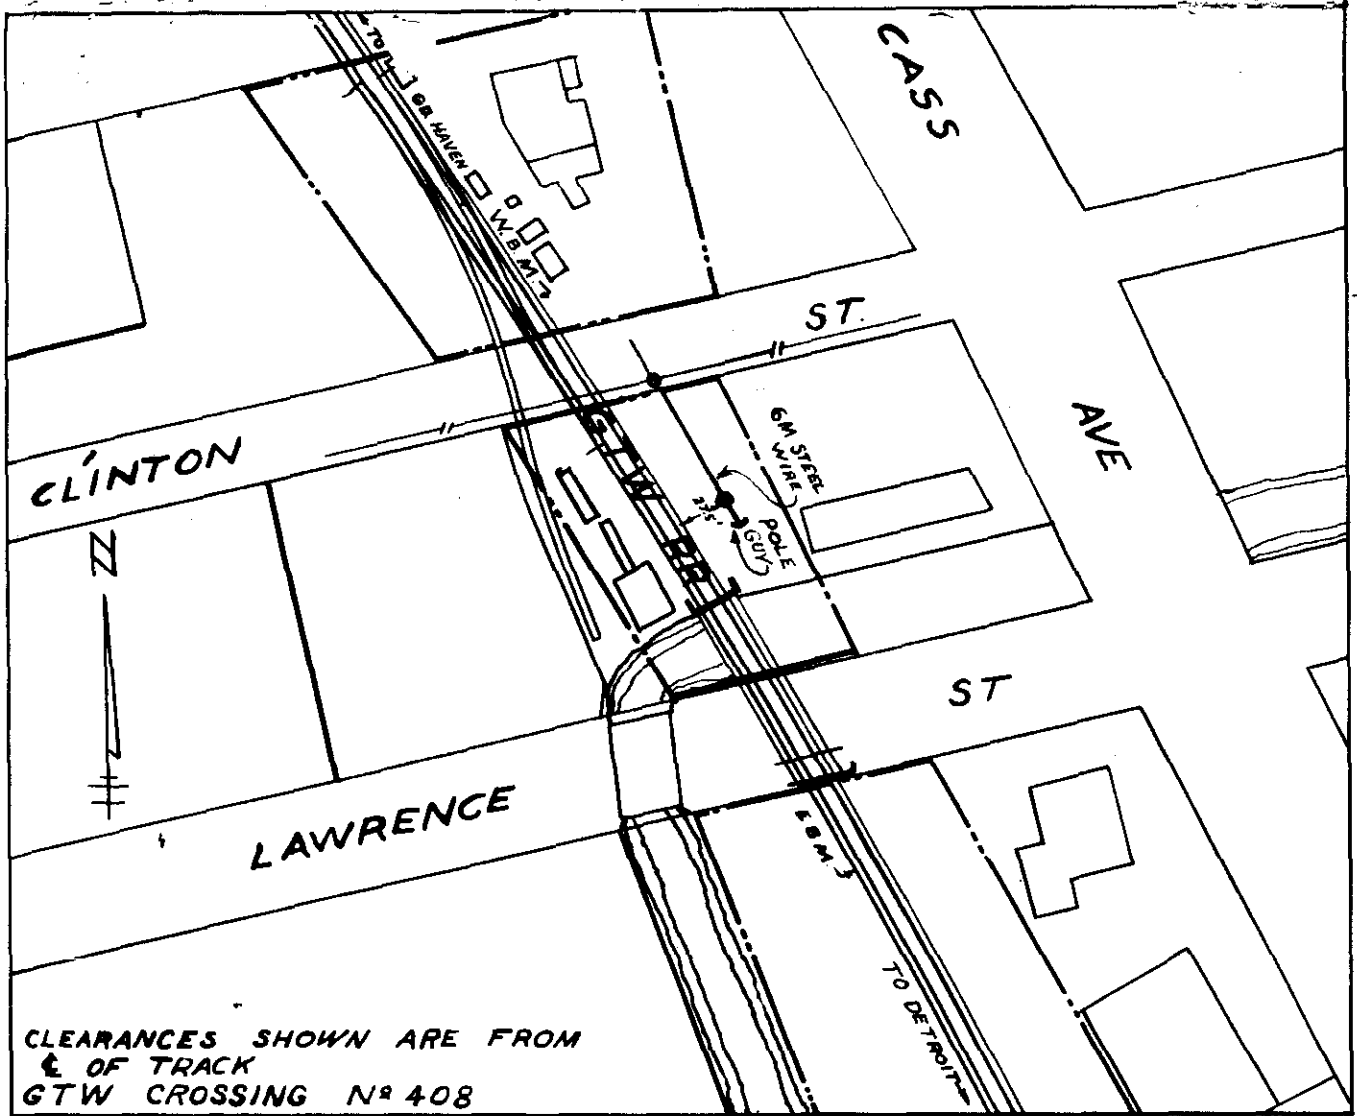 CASS
AVE
TO
GR HAVEN
W.B.M.
CLINTON
ST.
GTW RR
6M STEEL
WIRE
27.5'
POLE
GUY
N
LAWRENCE
ST
E B M.
TO DETROIT
CLEARANCES SHOWN ARE FROM
℄ OF TRACK
GTW CROSSING Nº 408